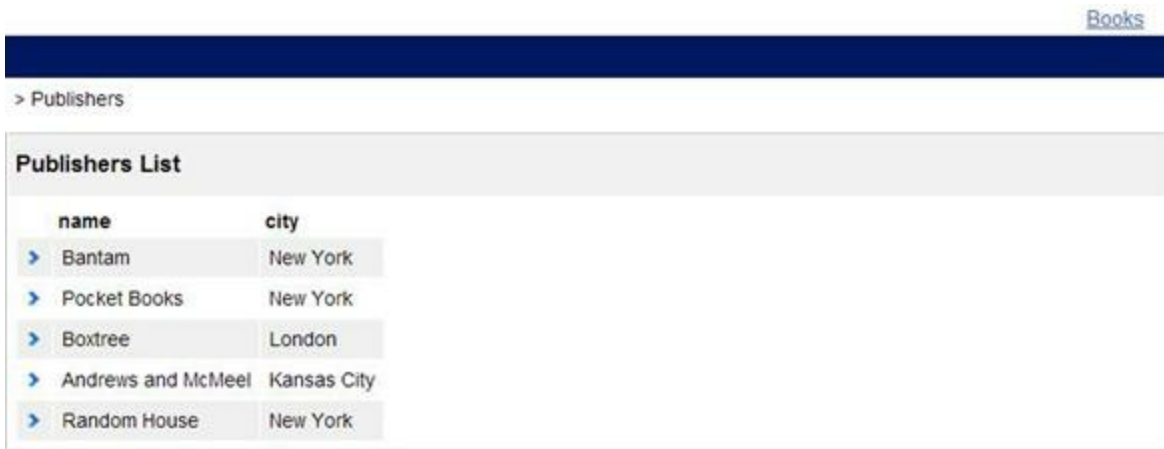 Books
> Publishers
Publishers List
name city
Bantam New York
Pocket Books New York
Boxtree London
Andrews and McMeel Kansas City
Random House New York